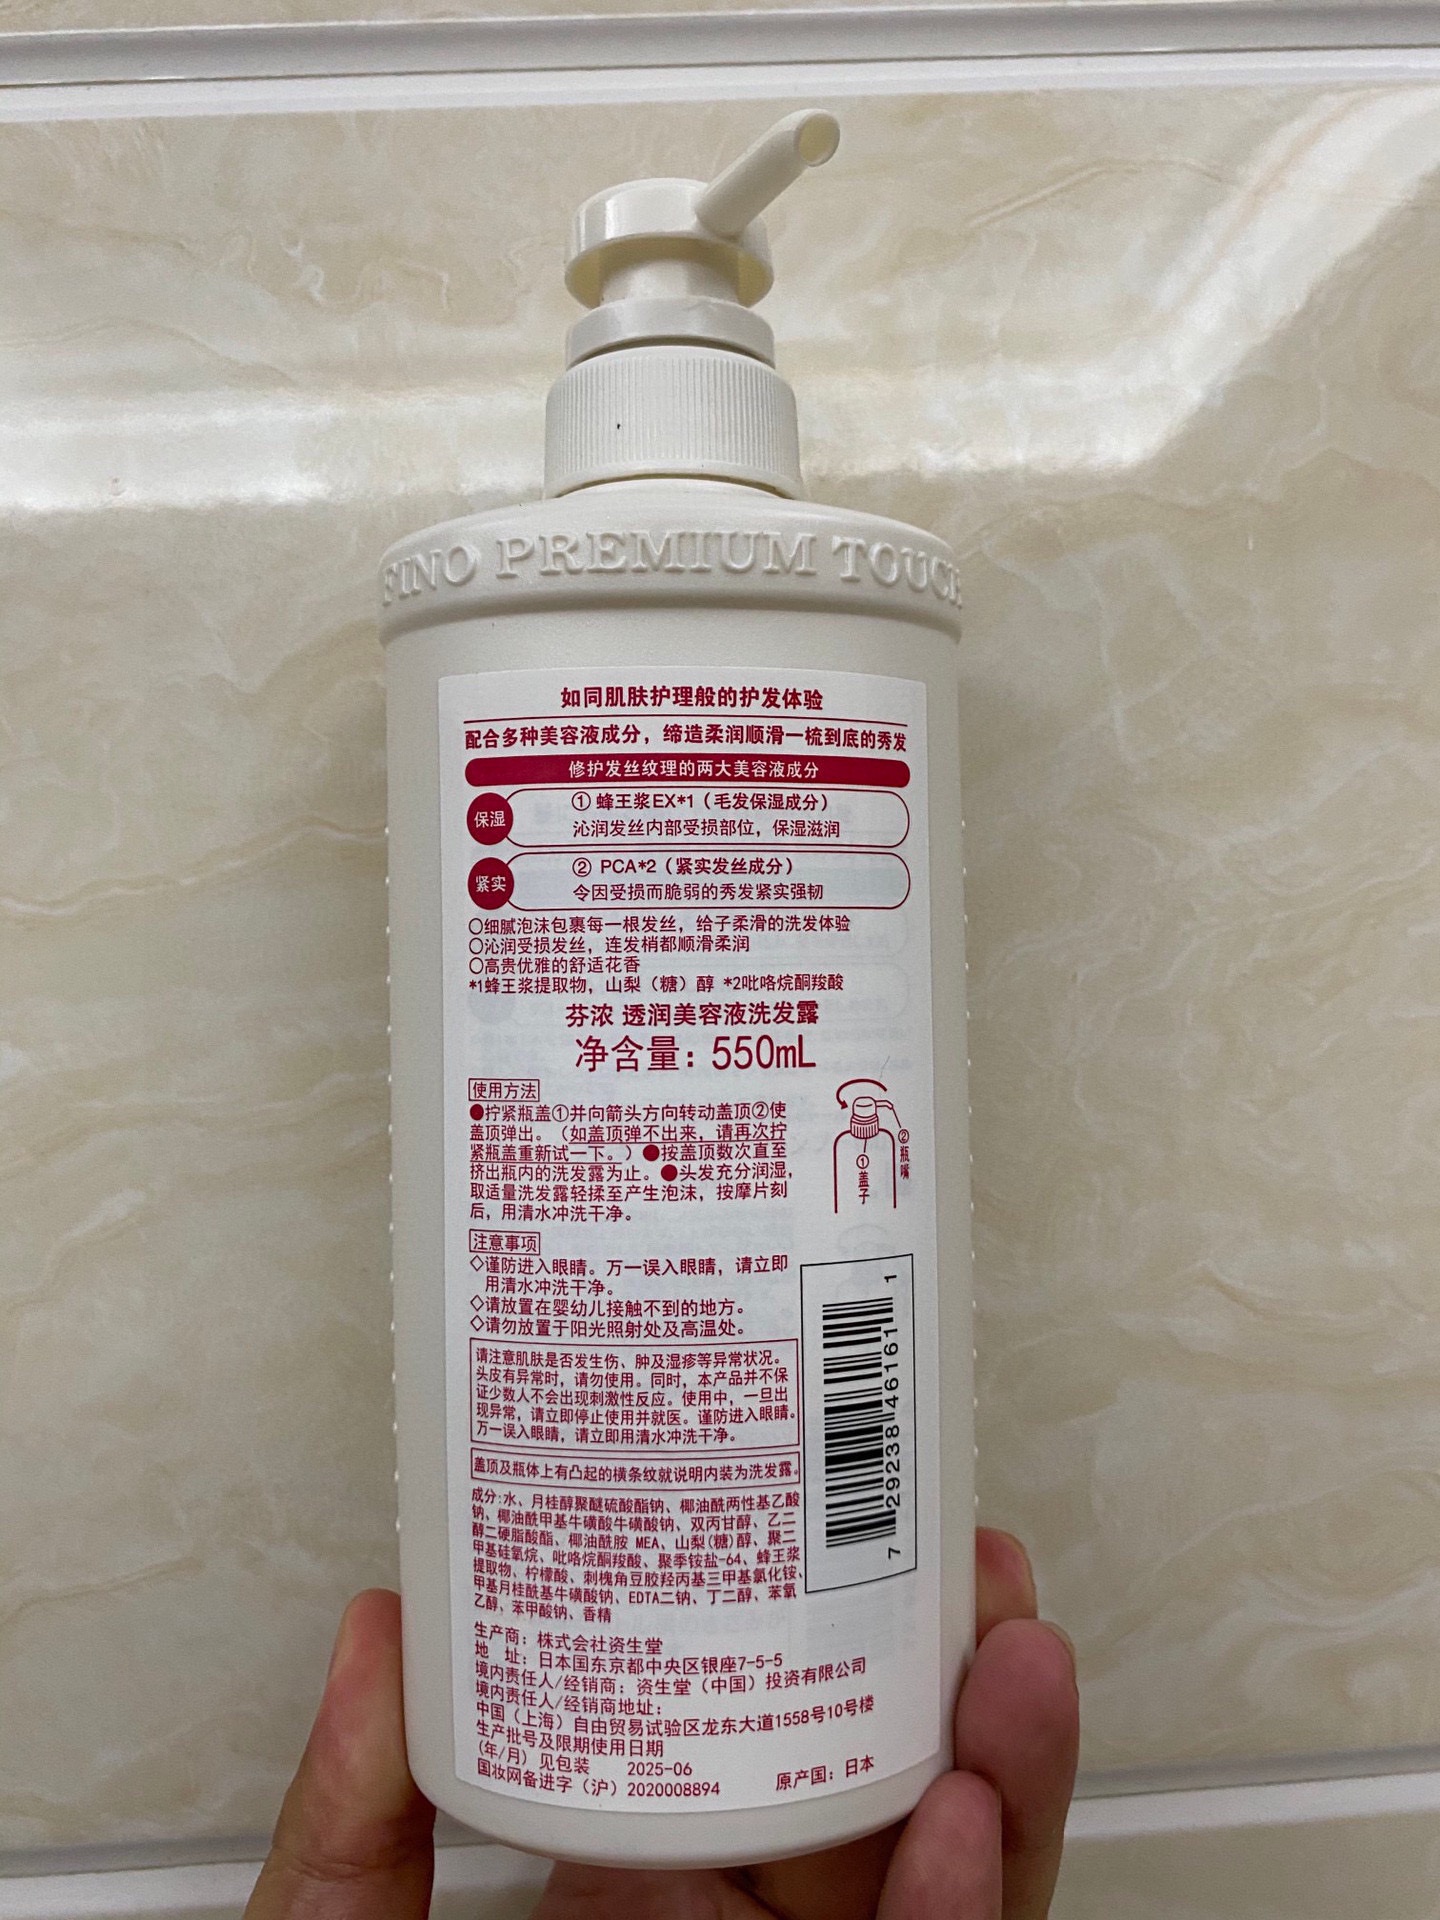 FINO PREMIUM TOUCH
如同肌肤护理般的护发体验
配合多种美容液成分，缔造柔润顺滑一梳到底的秀发
修护发丝纹理的两大美容液成分
保湿
①蜂王浆EX*1（毛发保湿成分）
沁润发丝内部受损部位，保湿滋润
紧实
② PCA*2（紧实发丝成分）
令因受损而脆弱的秀发紧实强韧
○细腻泡沫包裹每一根发丝，给予柔滑的洗发体验
○沁润受损发丝，连发梢都顺滑柔润
○高贵优雅的舒适花香
*1蜂王浆提取物，山梨（糖）醇 *2吡咯烷酮羧酸
芬浓 透润美容液洗发露
净含量：550mL
使用方法
●拧紧瓶盖①并向箭头方向转动盖顶②使
盖顶弹出。（如盖顶弹不出来，请再次拧
紧瓶盖重新试一下。）●按盖顶数次直至
挤出瓶内的洗发露为止。●头发充分润湿，
取适量洗发露轻揉至产生泡沫，按摩片刻
后，用清水冲洗干净。
②瓶嘴
①盖子
注意事项
◇谨防进入眼睛。万一误入眼睛，请立即
用清水冲洗干净。
◇请放置在婴幼儿接触不到的地方。
◇请勿放置于阳光照射处及高温处。
请注意肌肤是否发生伤、肿及湿疹等异常状况。
头皮有异常时，请勿使用。同时，本产品并不保
证少数人不会出现刺激性反应。使用中，一旦出
现异常，请立即停止使用并就医。谨防进入眼睛。
万一误入眼睛，请立即用清水冲洗干净。
盖顶及瓶体上有凸起的横条纹就说明内装为洗发露。
成分:水、月桂醇聚醚硫酸酯钠、椰油酰两性基乙酸
钠、椰油酰甲基牛磺酸牛磺酸钠、双丙甘醇、乙二
醇二硬脂酸酯、椰油酰胺 MEA、山梨(糖)醇、聚二
甲基硅氧烷、吡咯烷酮羧酸、聚季铵盐-64、蜂王浆
提取物、柠檬酸、刺槐角豆胶羟丙基三甲基氯化铵、
甲基月桂酰基牛磺酸钠、EDTA二钠、丁二醇、苯氧
乙醇、苯甲酸钠、香精
7 29238 46161 1
生产商：株式会社资生堂
地 址：日本国东京都中央区银座7-5-5
境内责任人/经销商：资生堂（中国）投资有限公司
境内责任人/经销商地址：
中国（上海）自由贸易试验区龙东大道1558号10号楼
生产批号及限期使用日期
(年/月) 见包装 2025-06
国妆网备进字（沪）2020008894
原产国：日本